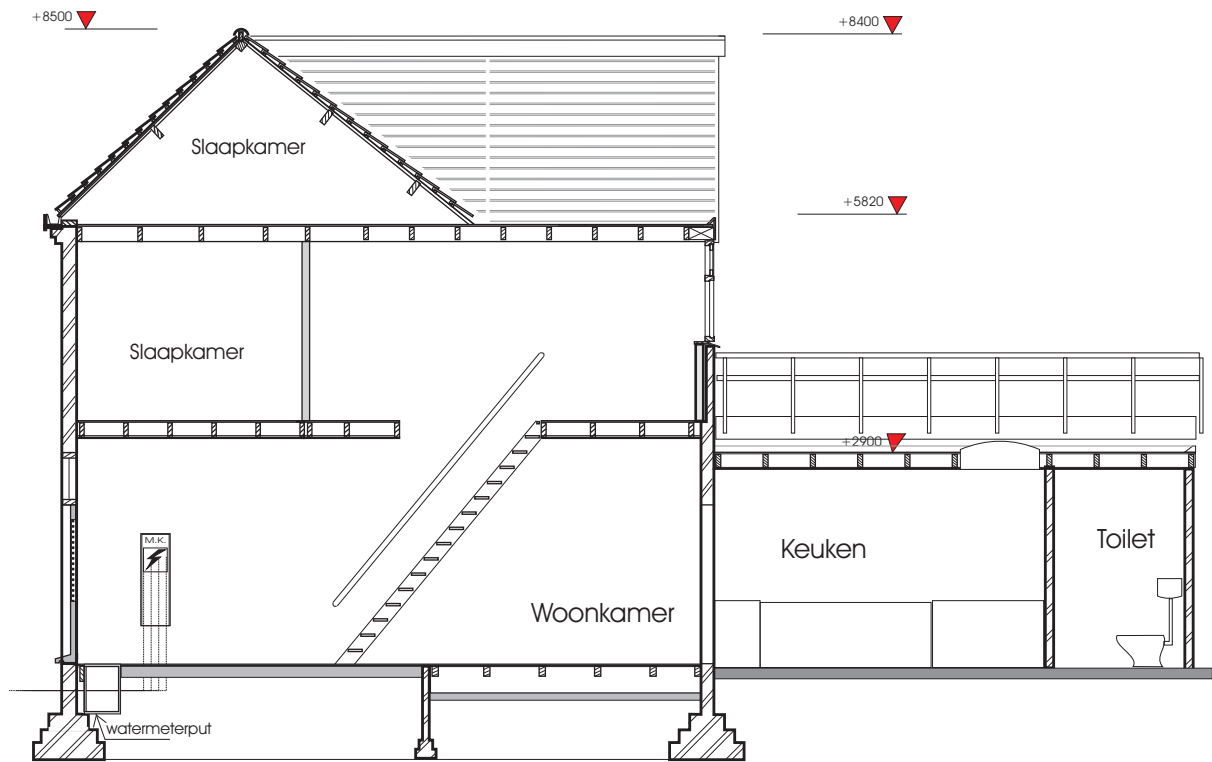 +8500
+8400
Slaapkamer
+5820
Slaapkamer
+2900
M.K.
Keuken
Toilet
Woonkamer
watermeterput